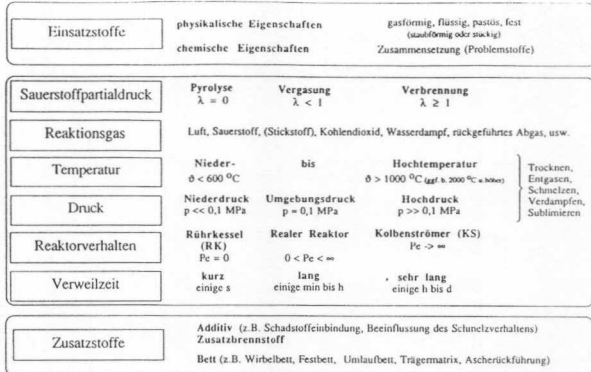 Einsatzstoffe
physikalische Eigenschaften gasförmig, flüssig, pastös, fest
(staubförmig oder stückig)
chemische Eigenschaften Zusammensetzung (Problemstoffe)
Sauerstoffpartialdruck
Pyrolyse Vergasung Verbrennung
λ = 0 λ < 1 λ ≥ 1
Reaktionsgas
Luft, Sauerstoff, (Stickstoff), Kohlendioxid, Wasserdampf, rückgeführtes Abgas, usw.
Temperatur
Nieder- bis Hochtemperatur
ϑ < 600 °C ϑ > 1000 °C (ggf. b. 2000 °C u. höher)
Druck
Niederdruck Umgebungsdruck Hochdruck
p << 0,1 MPa p = 0,1 MPa p >> 0,1 MPa
Trocknen,
Entgasen,
Schmelzen,
Verdampfen,
Sublimieren
Reaktorverhalten
Rührkessel Realer Reaktor Kolbenströmer (KS)
(RK) Pe -> ∞
Pe = 0 0 < Pe < ∞
Verweilzeit
kurz lang sehr lang
einige s einige min bis h einige h bis d
Zusatzstoffe
Additiv (z.B. Schadstoffeinbindung, Beeinflussung des Schmelzverhaltens)
Zusatzbrennstoff
Bett (z.B. Wirbelbett, Festbett, Umlaufbett, Trägermatrix, Ascherückführung)